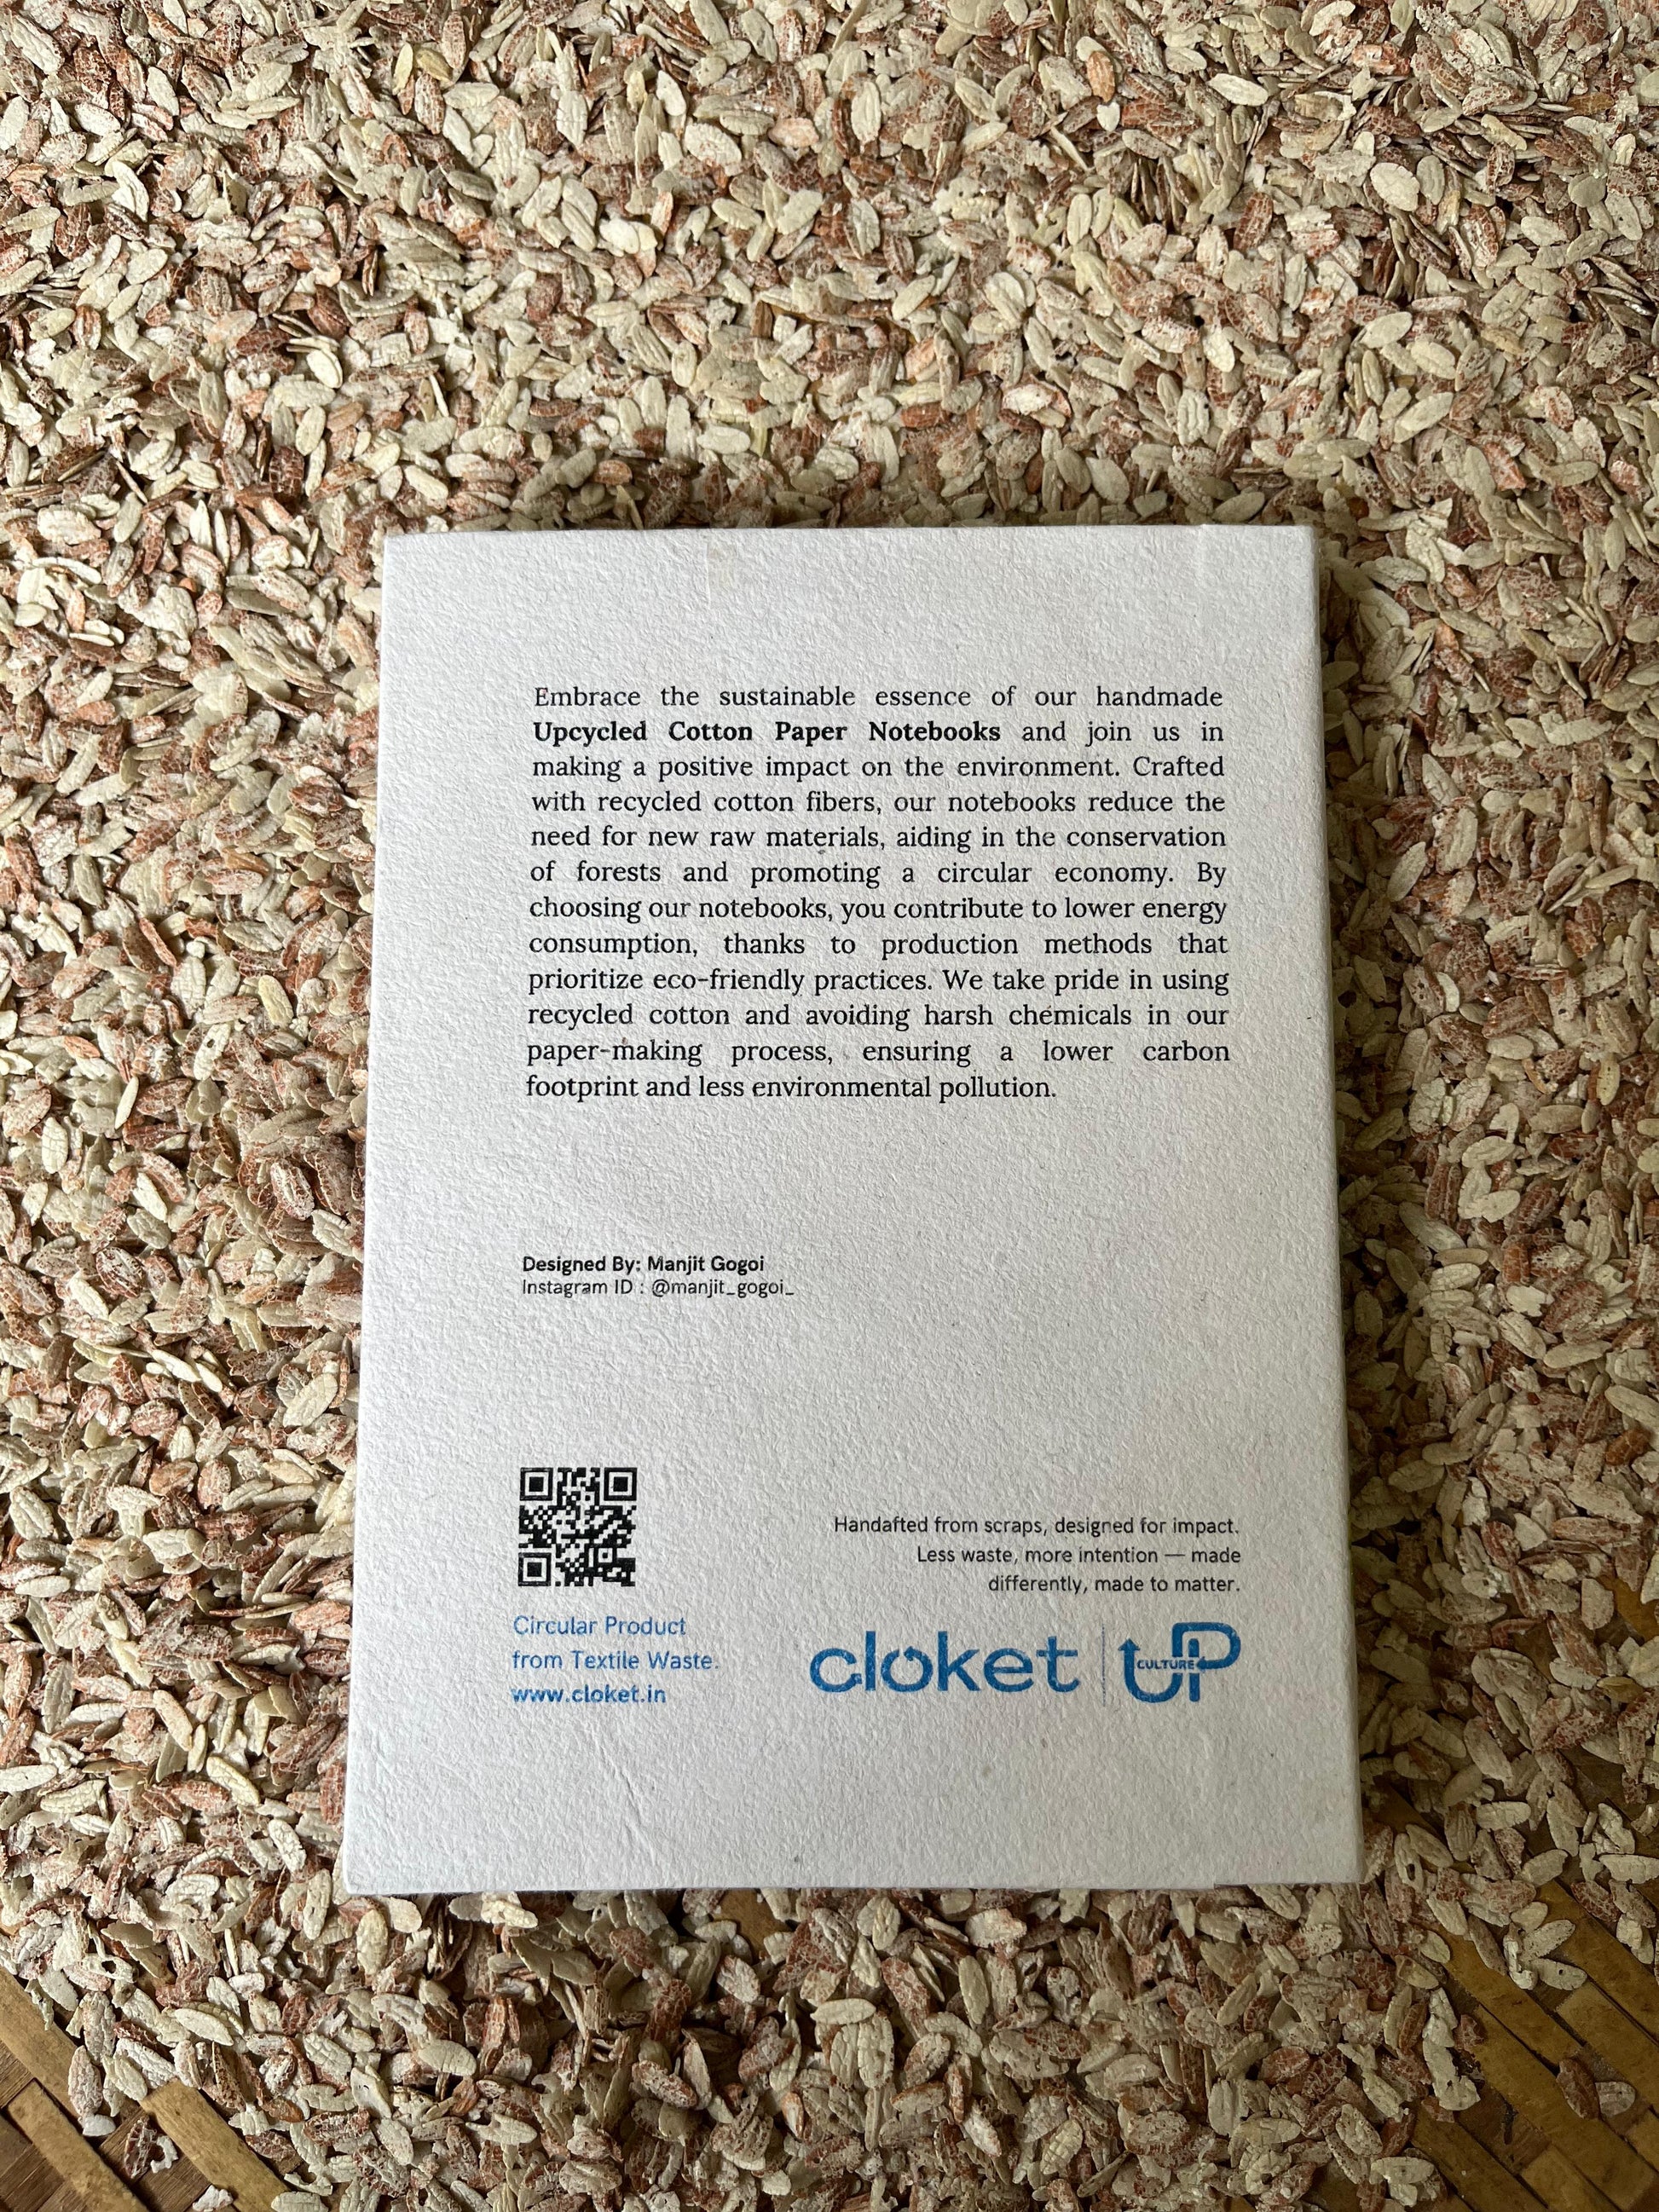 Embrace the sustainable essence of our handmade
Upcycled Cotton Paper Notebooks and join us in
making a positive impact on the environment. Crafted
with recycled cotton fibers, our notebooks reduce the
need for new raw materials, aiding in the conservation
of forests and promoting a circular economy. By
choosing our notebooks, you contribute to lower energy
consumption, thanks to production methods that
prioritize eco-friendly practices. We take pride in using
recycled cotton and avoiding harsh chemicals in our
paper-making process, ensuring a lower carbon
footprint and less environmental pollution.
Designed By: Manjit Gogoi
Instagram ID : @manjit_gogoi_
Handafted from scraps, designed for impact.
Less waste, more intention — made
differently, made to matter.
Circular Product
from Textile Waste.
www.cloket.in
cloket
UP
CULTURE